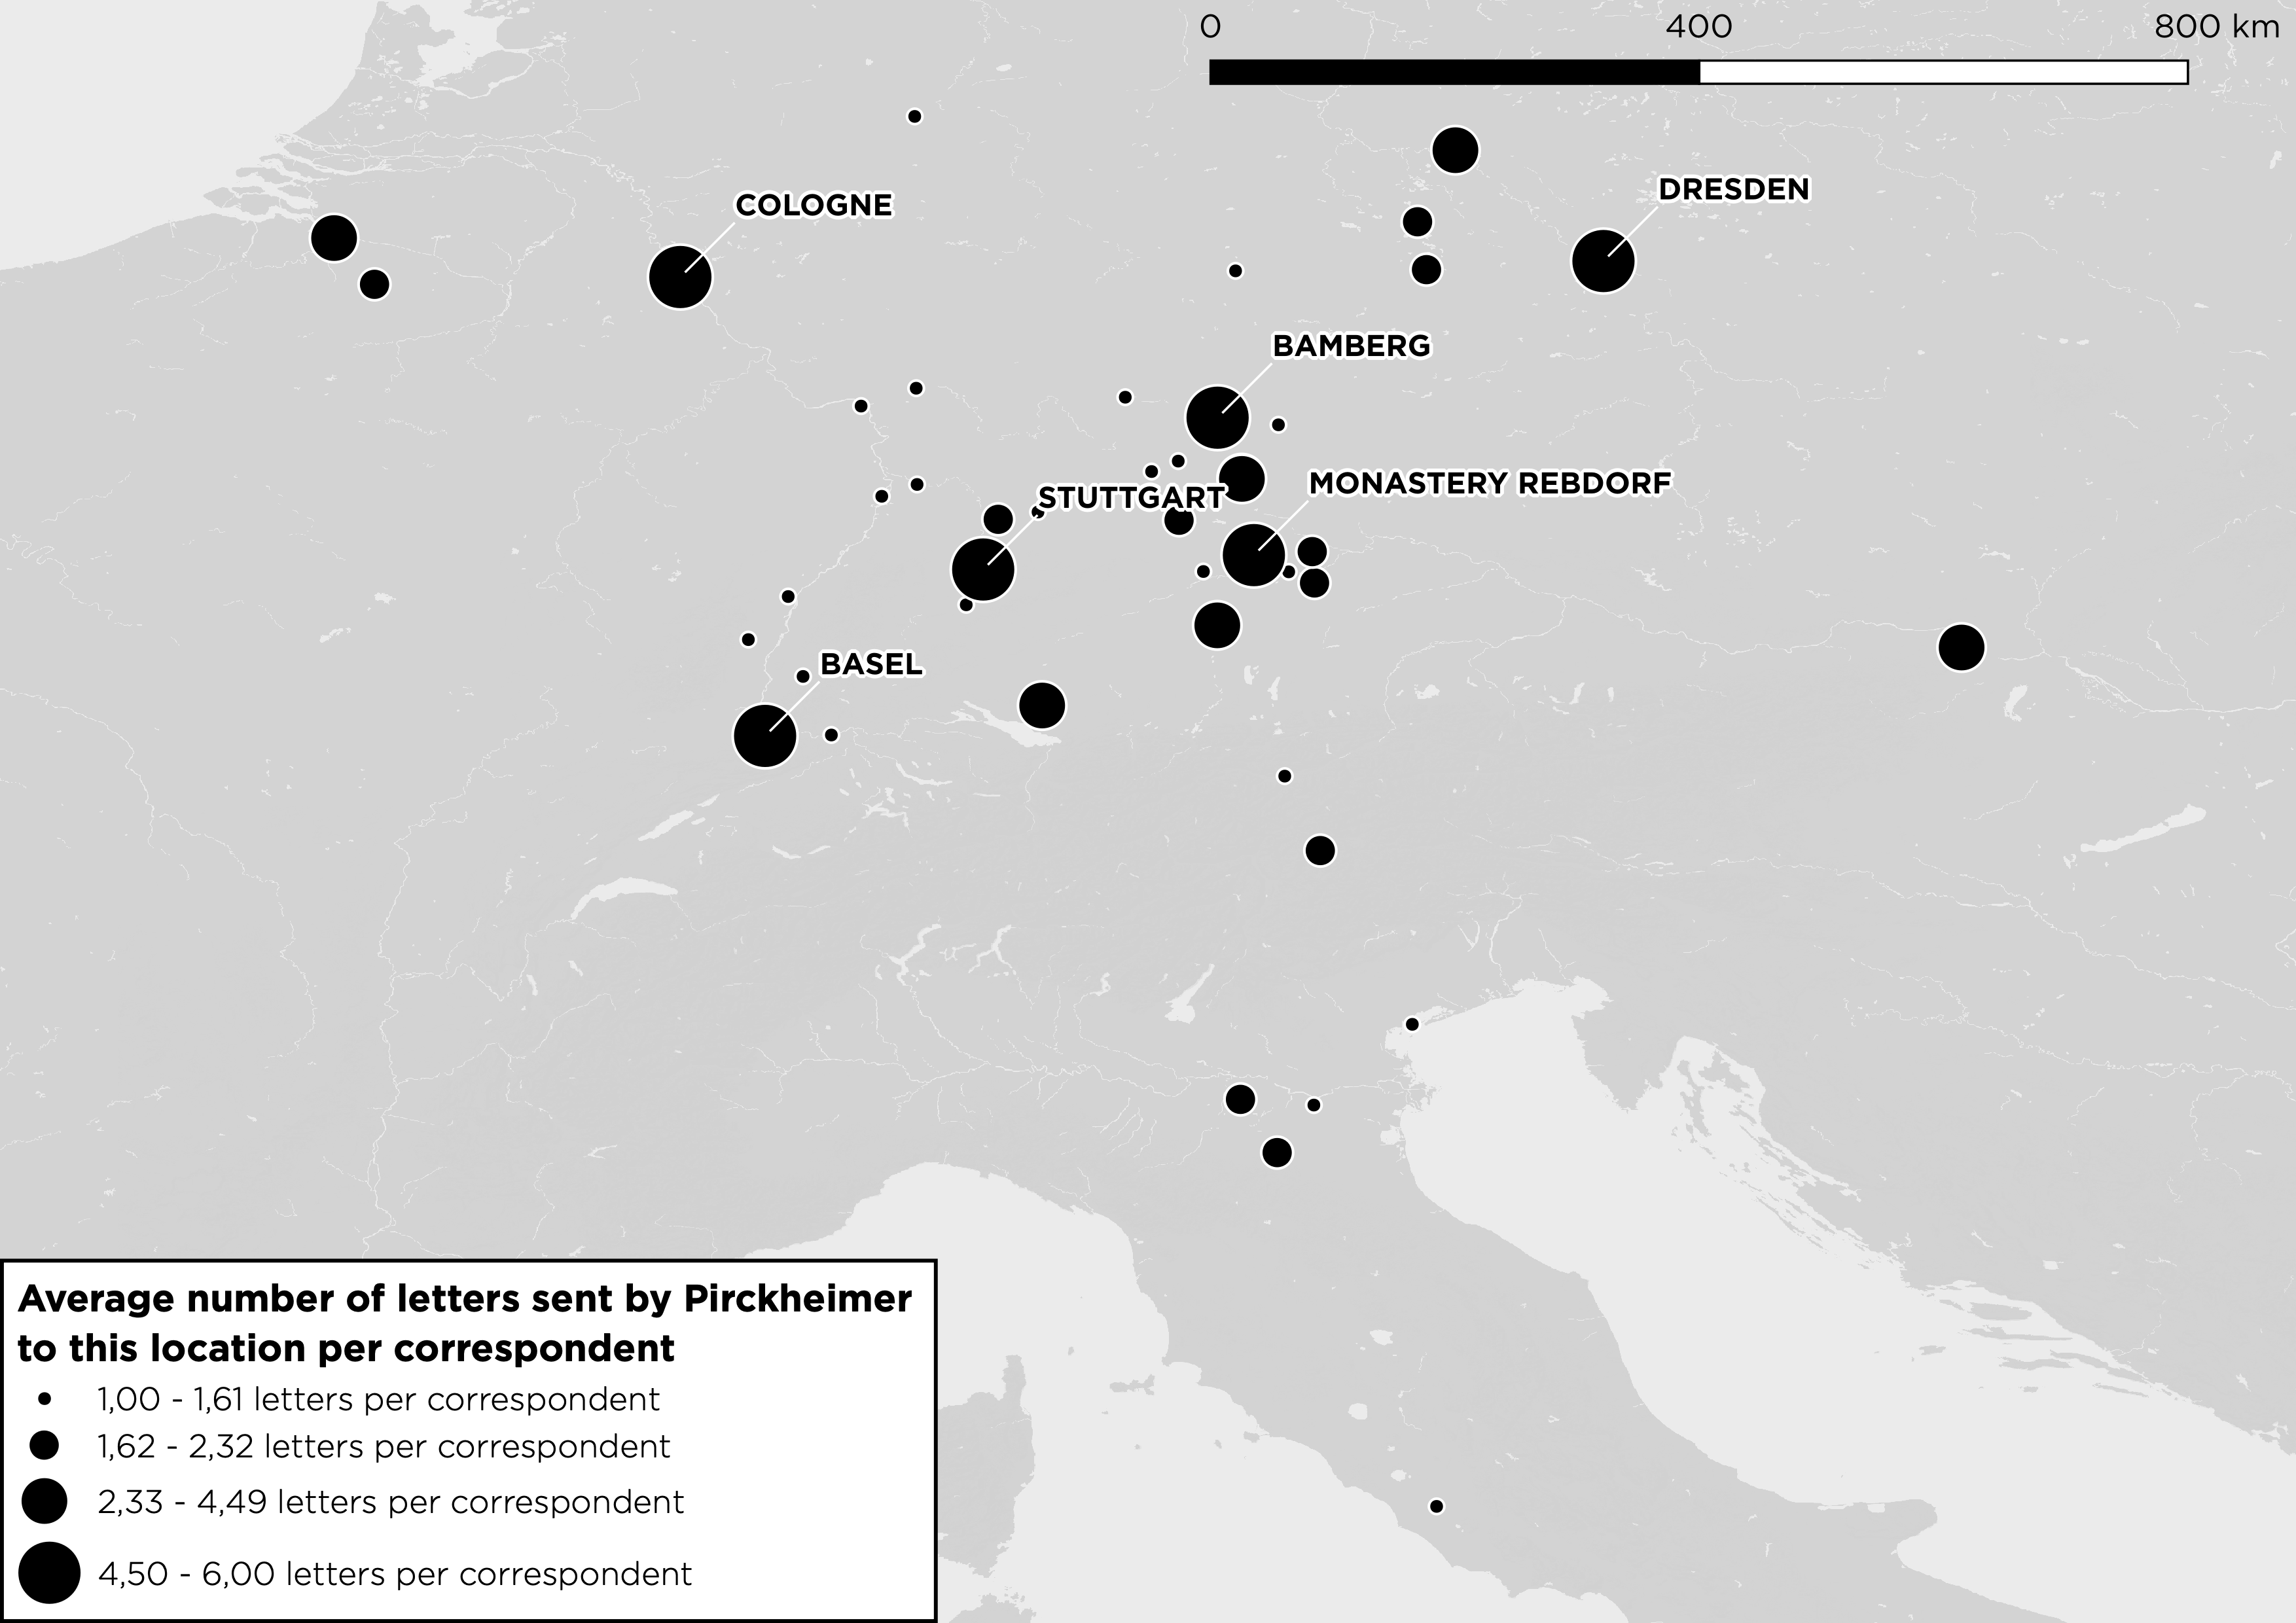 0 400 800 km
DRESDEN
COLOGNE
BAMBERG
MONASTERY REBDORF
STUTTGART
BASEL
Average number of letters sent by Pirckheimer
to this location per correspondent
1,00 - 1,61 letters per correspondent
1,62 - 2,32 letters per correspondent
2,33 - 4,49 letters per correspondent
4,50 - 6,00 letters per correspondent